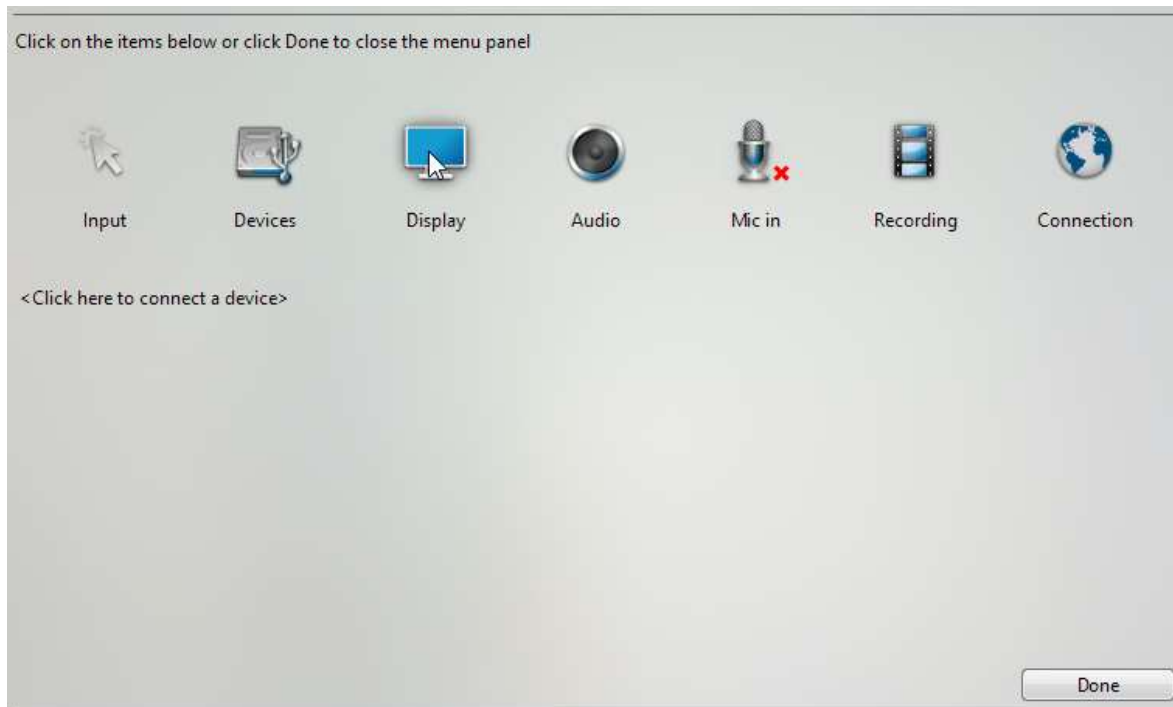 Click on the items below or click Done to close the menu panel
Input Devices Display Audio Mic in Recording Connection
<Click here to connect a device>
Done